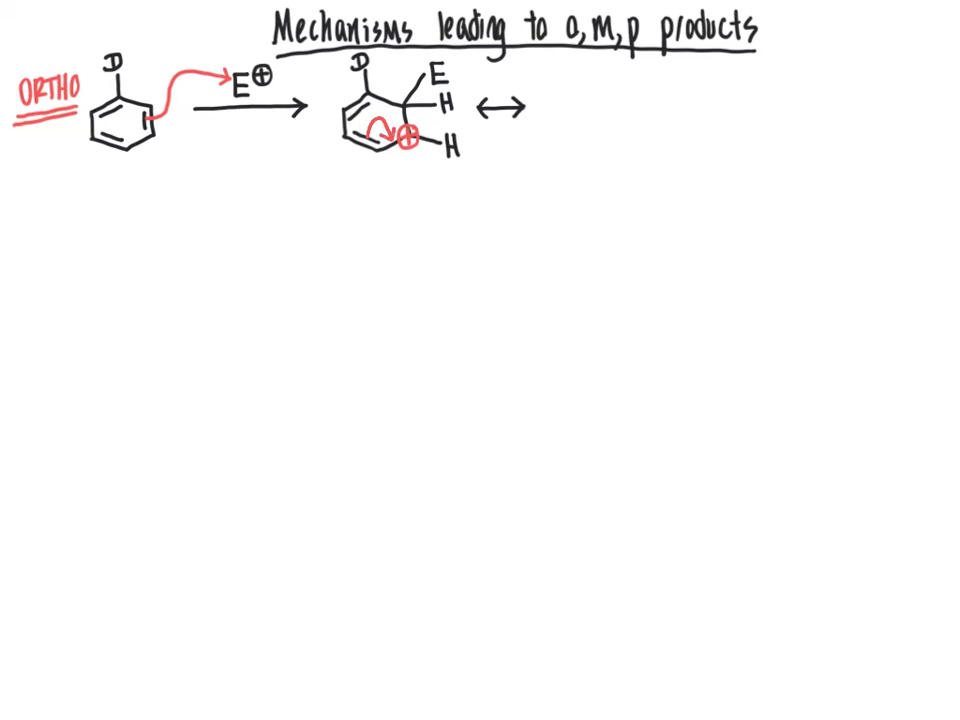 Mechanisms leading to o, m, p products
ORTHO
D
E⊕
D
E
H
⊕
H